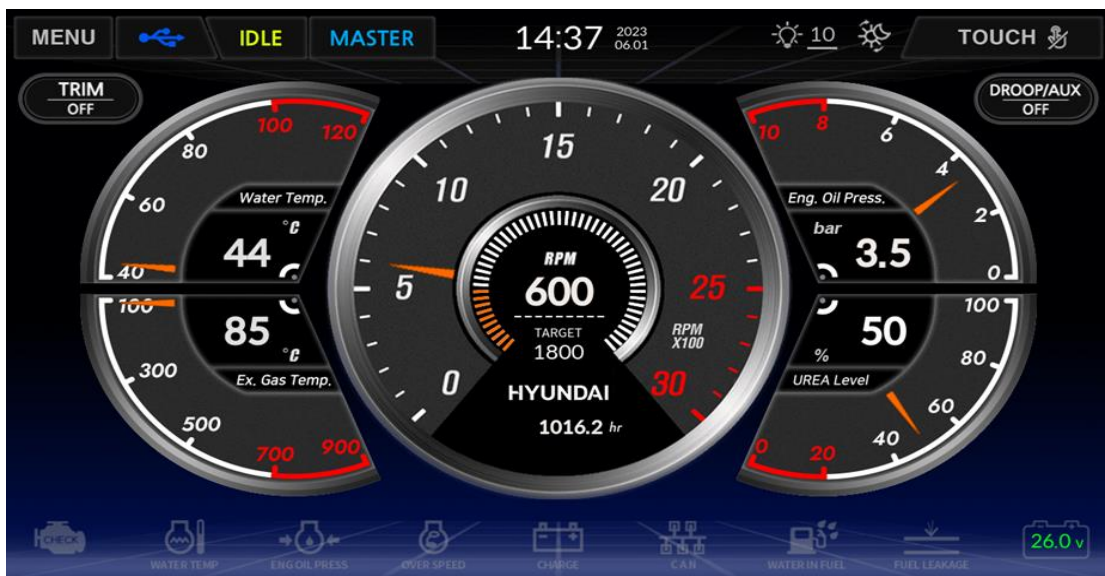 MENU
IDLE
MASTER
14:37 2023
06.01
10
TOUCH
TRIM
OFF
DROOP/AUX
OFF
100
120
80
60
40
Water Temp.
°C
44
100
300
500
700
900
85
°C
Ex. Gas Temp.
0
5
10
15
20
25
30
RPM
X100
RPM
600
TARGET
1800
HYUNDAI
1016.2 hr
10
8
6
4
2
0
Eng. Oil Press.
bar
3.5
100
80
60
40
20
0
50
%
UREA Level
CHECK
WATER TEMP
ENG OIL PRESS
OVER SPEED
CHARGE
CAN
WATER IN FUEL
FUEL LEAKAGE
26.0 v